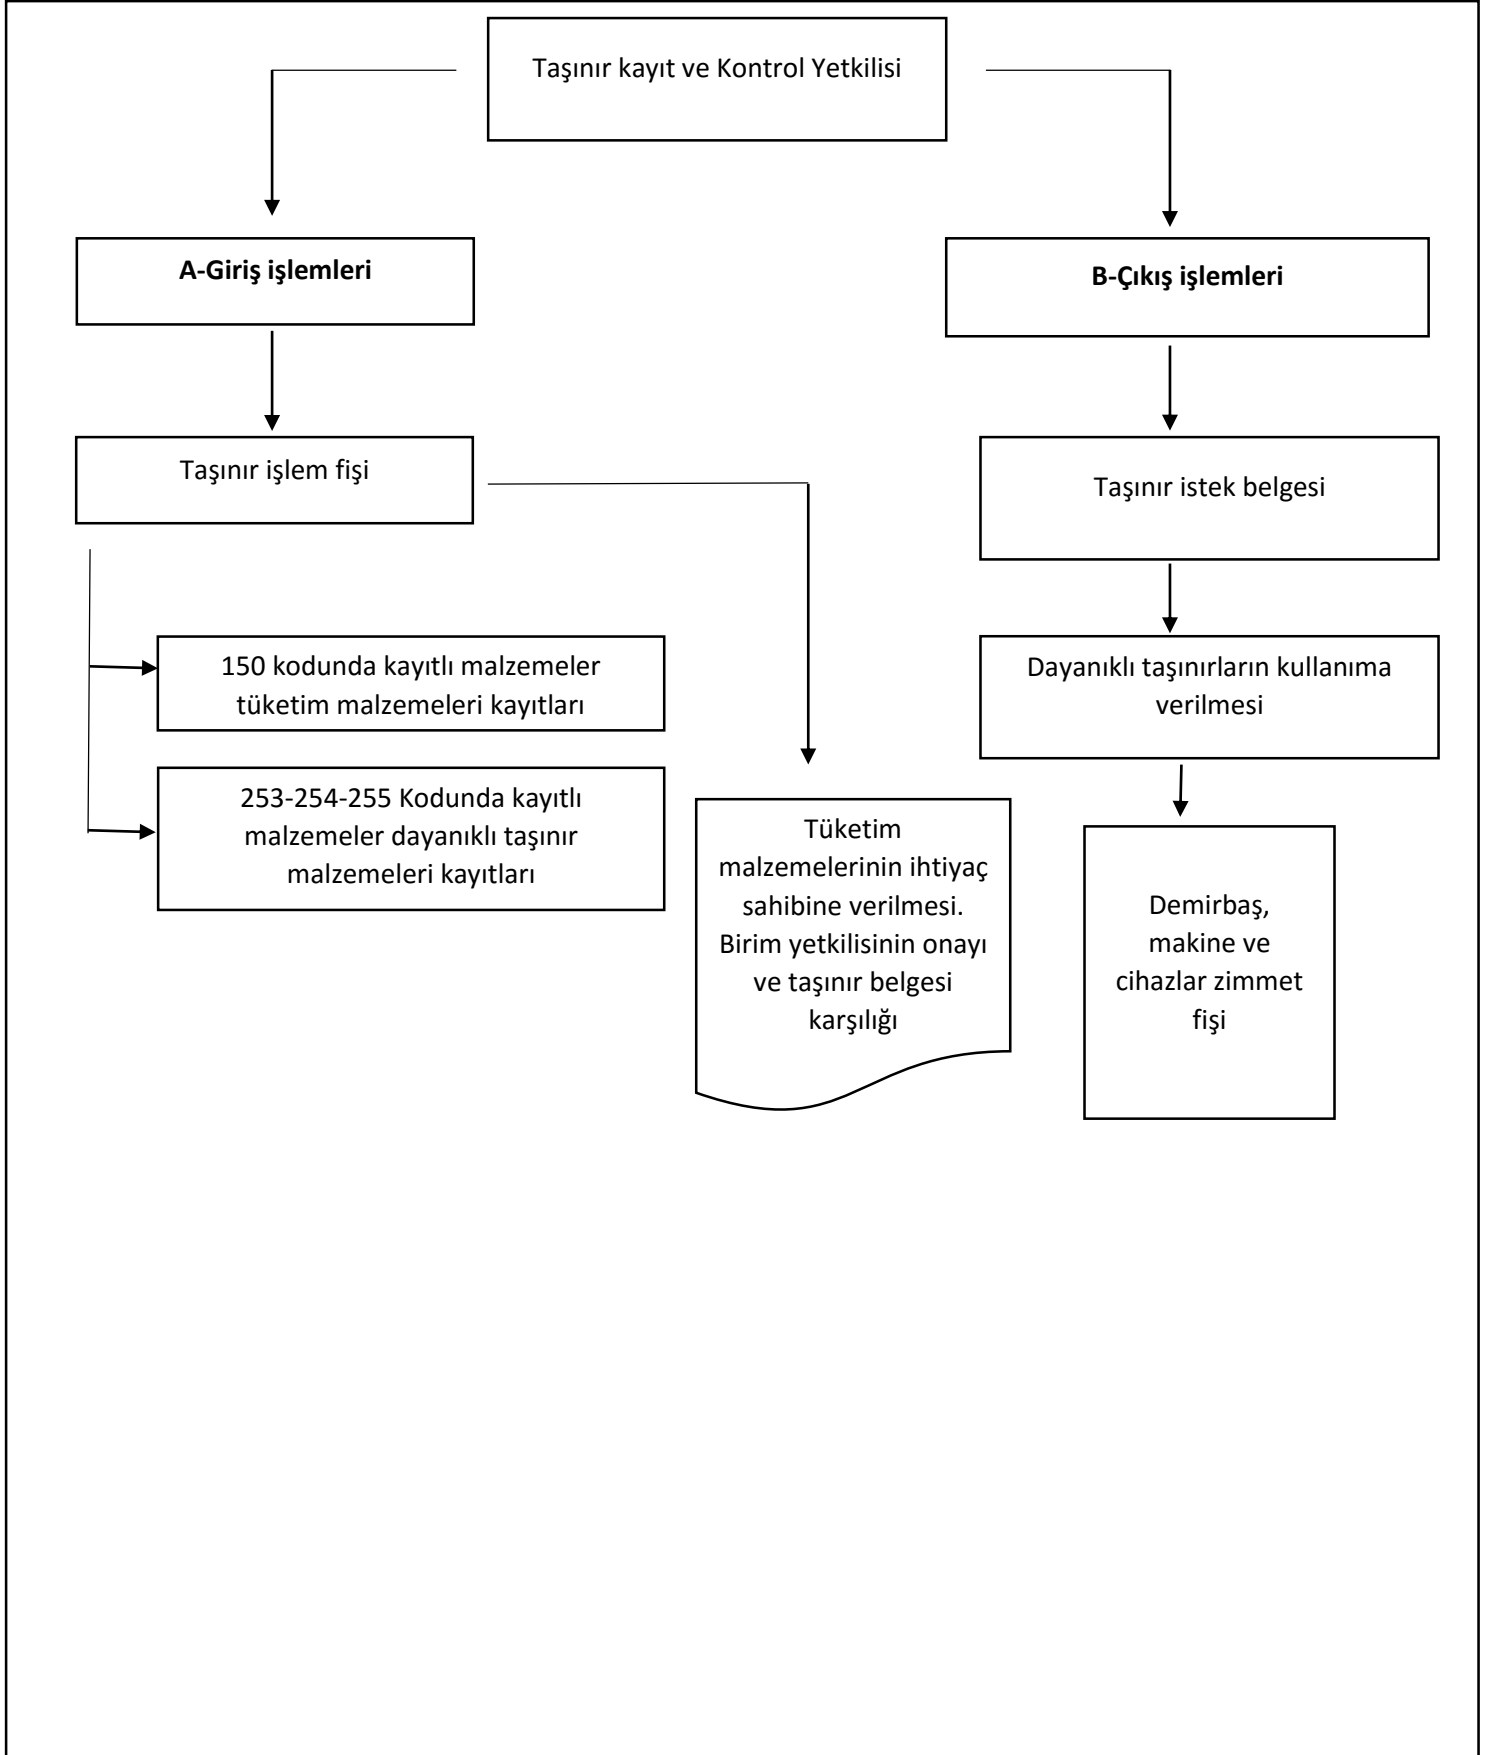 Taşınır kayıt ve Kontrol Yetkilisi
A-Giriş işlemleri
B-Çıkış işlemleri
Taşınır işlem fişi
Taşınır istek belgesi
150 kodunda kayıtlı malzemeler
tüketim malzemeleri kayıtları
Dayanıklı taşınırların kullanıma
verilmesi
253-254-255 Kodunda kayıtlı
malzemeler dayanıklı taşınır
malzemeleri kayıtları
Tüketim
malzemelerinin ihtiyaç
sahibine verilmesi.
Birim yetkilisinin onayı
ve taşınır belgesi
karşılığı
Demirbaş,
makine ve
cihazlar zimmet
fişi